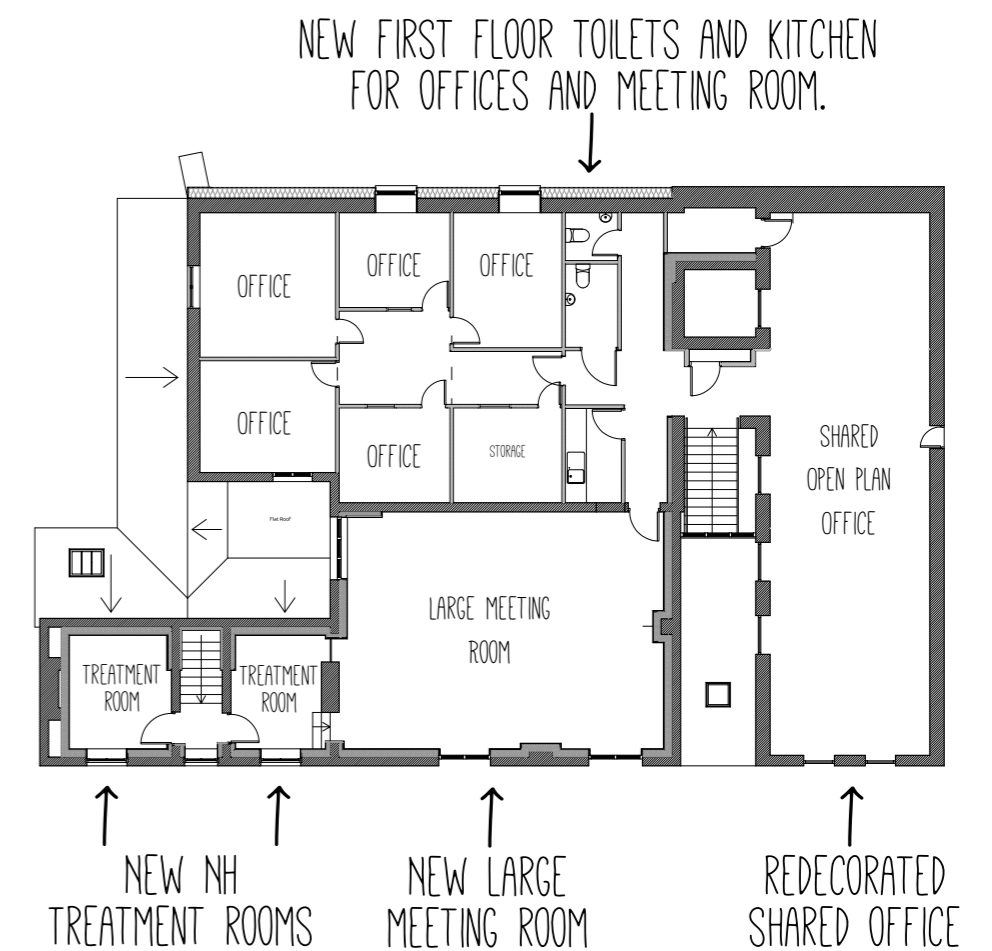 NEW FIRST FLOOR TOILETS AND KITCHEN
FOR OFFICES AND MEETING ROOM.
OFFICE
OFFICE
OFFICE
OFFICE
OFFICE
STORAGE
SHARED
OPEN PLAN
OFFICE
Flat Roof
LARGE MEETING
ROOM
TREATMENT
ROOM
TREATMENT
ROOM
NEW NH
TREATMENT ROOMS
NEW LARGE
MEETING ROOM
REDECORATED
SHARED OFFICE